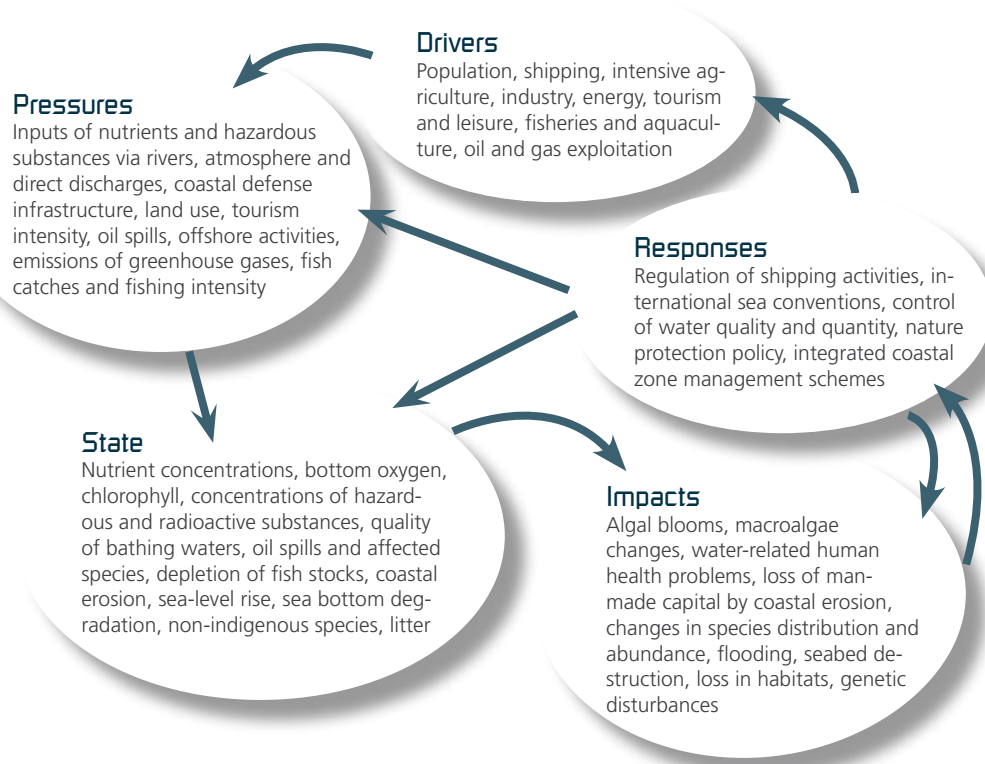 Drivers
Population, shipping, intensive ag-
riculture, industry, energy, tourism
and leisure, fisheries and aquacul-
ture, oil and gas exploitation
Pressures
Inputs of nutrients and hazardous
substances via rivers, atmosphere and
direct discharges, coastal defense
infrastructure, land use, tourism
intensity, oil spills, offshore activities,
emissions of greenhouse gases, fish
catches and fishing intensity
Responses
Regulation of shipping activities, in-
ternational sea conventions, control
of water quality and quantity, nature
protection policy, integrated coastal
zone management schemes
State
Nutrient concentrations, bottom oxygen,
chlorophyll, concentrations of hazard-
ous and radioactive substances, quality
of bathing waters, oil spills and affected
species, depletion of fish stocks, coastal
erosion, sea-level rise, sea bottom deg-
radation, non-indigenous species, litter
Impacts
Algal blooms, macroalgae
changes, water-related human
health problems, loss of man-
made capital by coastal erosion,
changes in species distribution and
abundance, flooding, seabed de-
struction, loss in habitats, genetic
disturbances